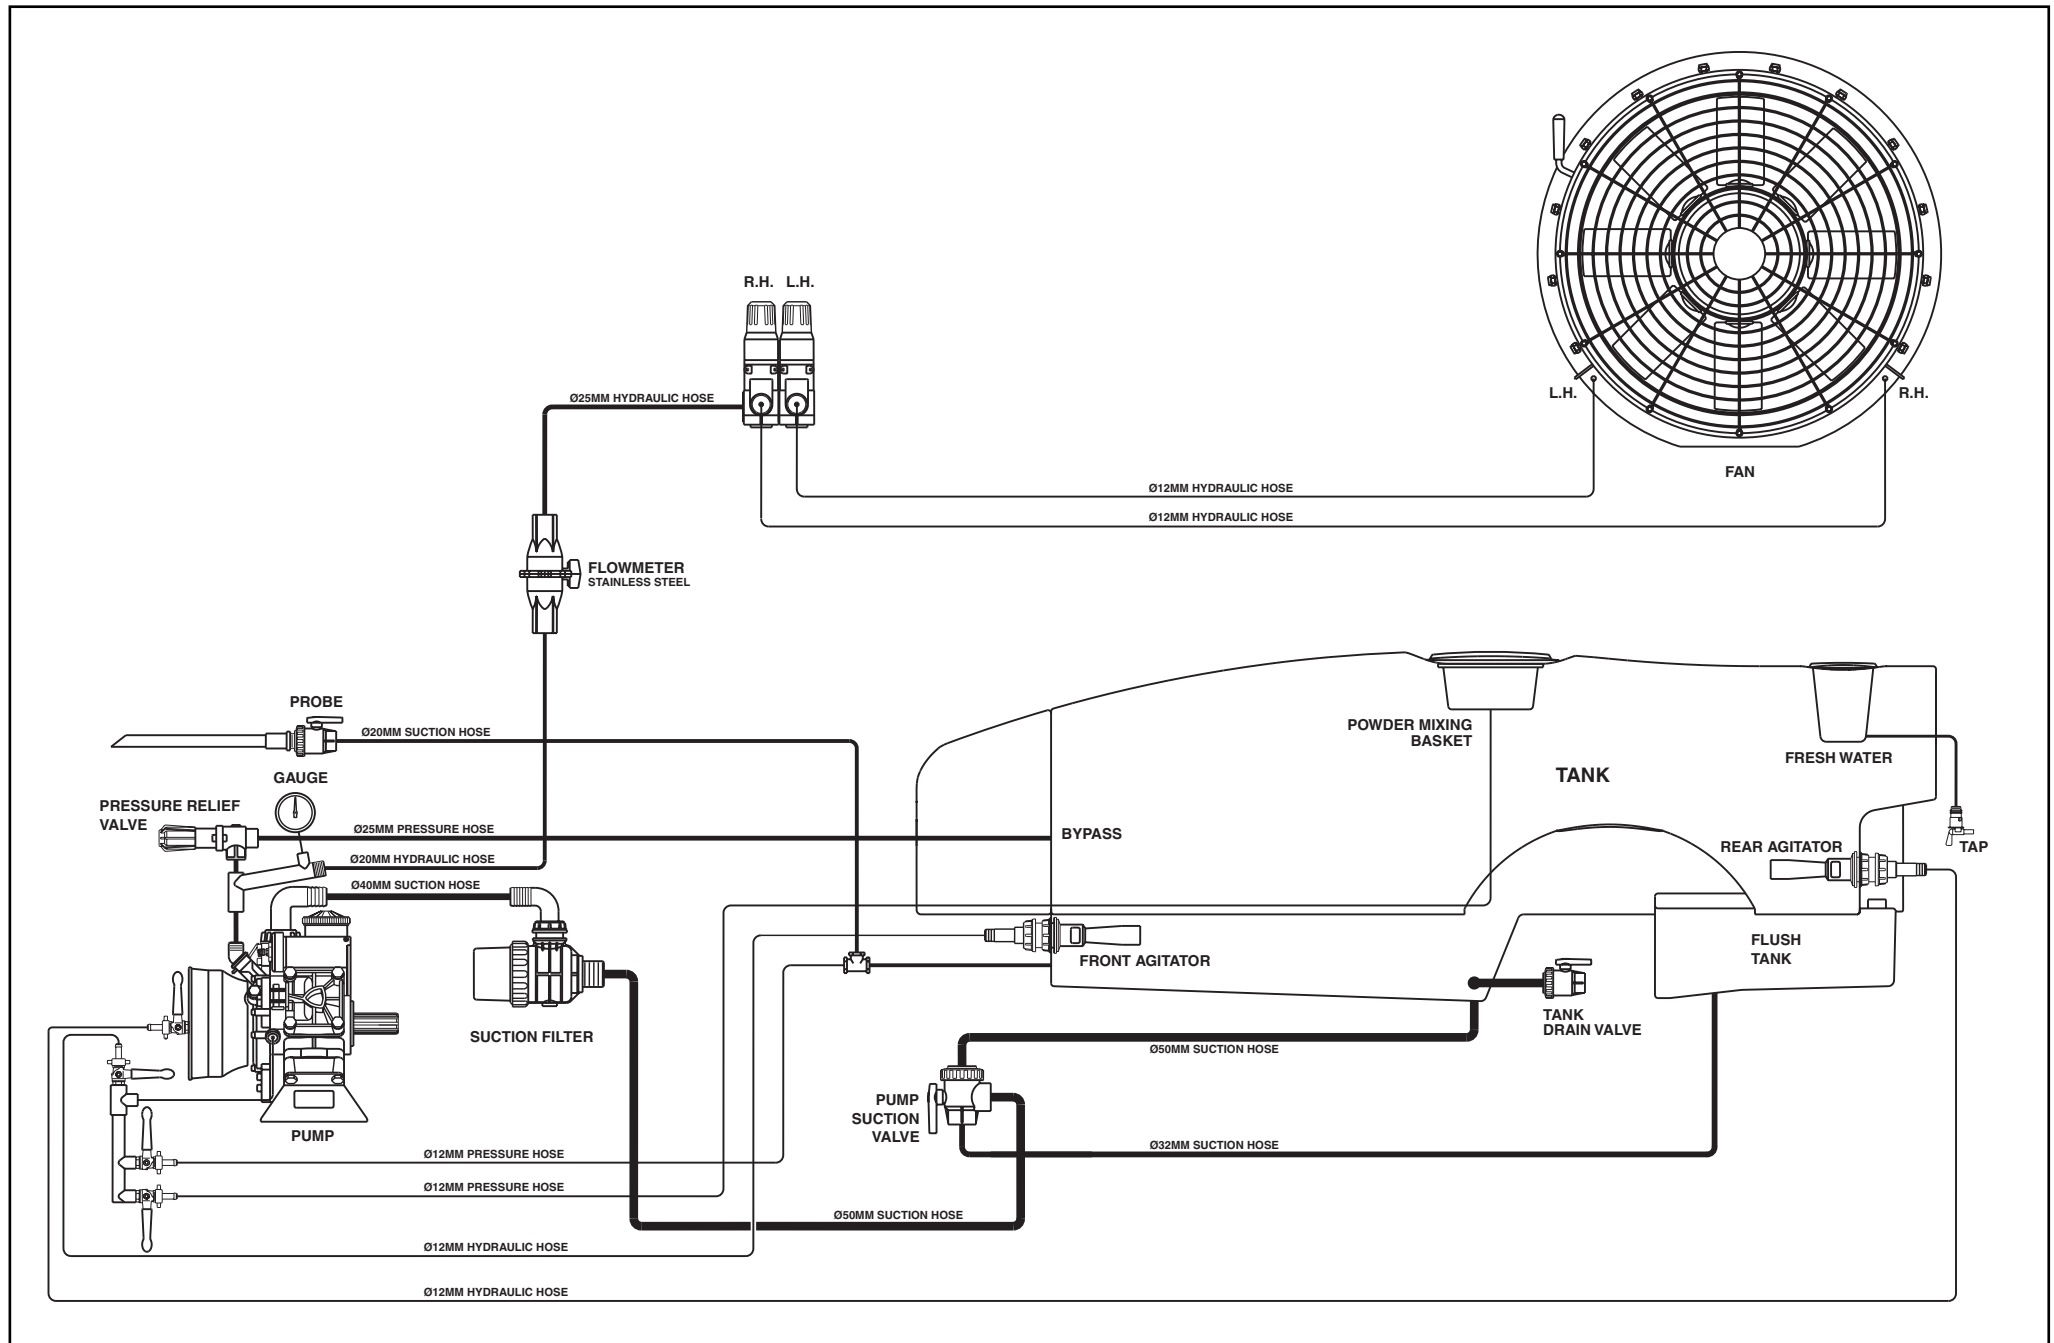 R.H. L.H.
Ø25MM HYDRAULIC HOSE
L.H.
R.H.
FAN
Ø12MM HYDRAULIC HOSE
Ø12MM HYDRAULIC HOSE
FLOWMETER
STAINLESS STEEL
PROBE
Ø20MM SUCTION HOSE
POWDER MIXING
BASKET
FRESH WATER
TANK
GAUGE
PRESSURE RELIEF
VALVE
Ø25MM PRESSURE HOSE
BYPASS
REAR AGITATOR
TAP
Ø20MM HYDRAULIC HOSE
Ø40MM SUCTION HOSE
FLUSH
TANK
FRONT AGITATOR
TANK
DRAIN VALVE
SUCTION FILTER
Ø50MM SUCTION HOSE
PUMP
SUCTION
VALVE
PUMP
Ø32MM SUCTION HOSE
Ø12MM PRESSURE HOSE
Ø12MM PRESSURE HOSE
Ø50MM SUCTION HOSE
Ø12MM HYDRAULIC HOSE
Ø12MM HYDRAULIC HOSE